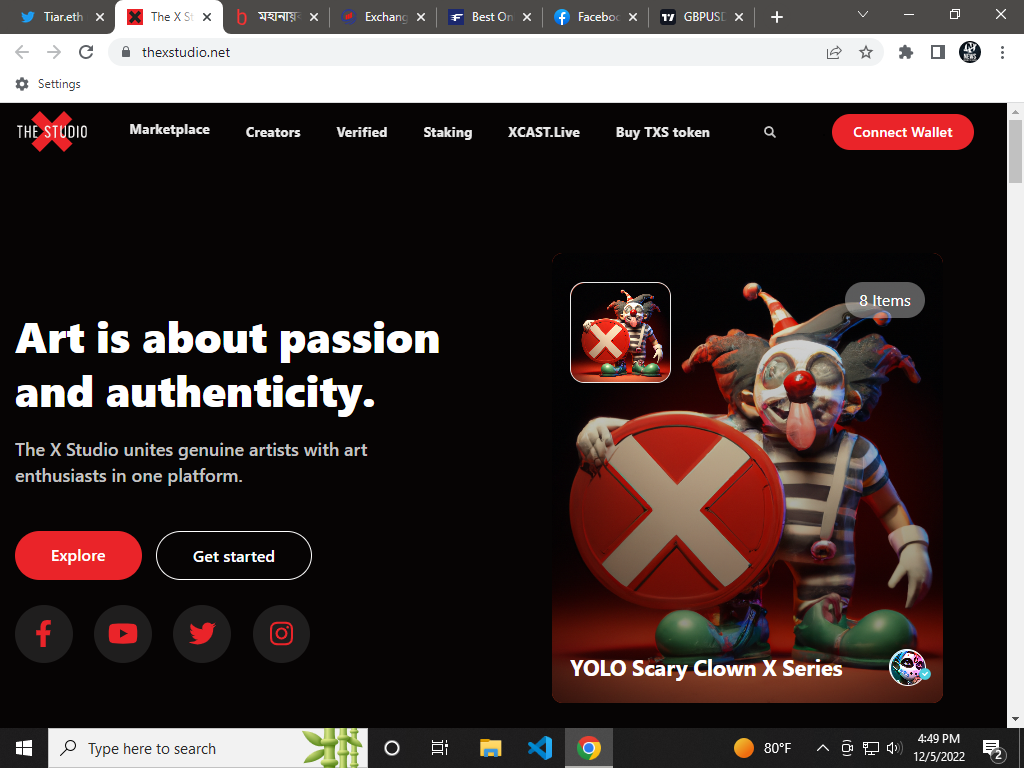 Tiar.eth
The X St
মহানায়ক
Exchang
Best On
Faceboo
GBPUSD
thexstudio.net
Settings
THE STUDIO
Marketplace
Creators
Verified
Staking
XCAST.Live
Buy TXS token
Connect Wallet
8 Items
Art is about passion
and authenticity.
The X Studio unites genuine artists with art
enthusiasts in one platform.
Explore
Get started
YOLO Scary Clown X Series
Type here to search
80°F
4:49 PM
12/5/2022
2